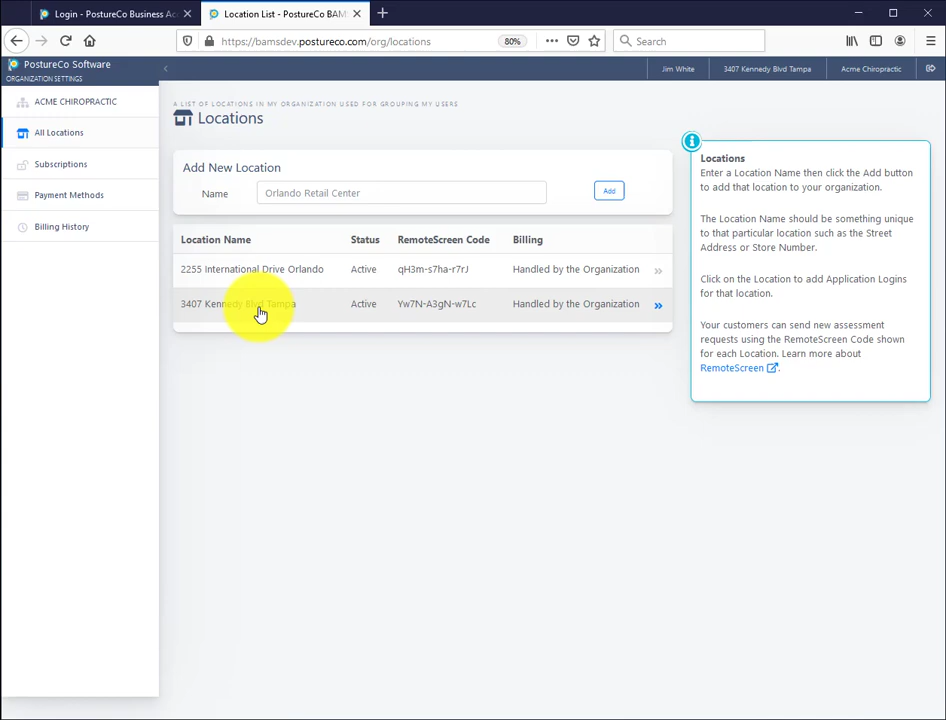 Login - PostureCo Business Acc
Location List - PostureCo BAMS
https://bamsdev.postureco.com/org/locations
80%
Search
PostureCo Software
ORGANIZATION SETTINGS
Jim White
3407 Kennedy Blvd Tampa
Acme Chiropractic
ACME CHIROPRACTIC
All Locations
Subscriptions
Payment Methods
Billing History
A LIST OF LOCATIONS IN MY ORGANIZATION USED FOR GROUPING MY USERS
Locations
Add New Location
Name
Orlando Retail Center
Add
Location Name Status RemoteScreen Code Billing
2255 International Drive Orlando Active qH3m-s7ha-r7rJ Handled by the Organization
3407 Kennedy Blvd Tampa Active Yw7N-A3gN-w7Lc Handled by the Organization
Locations
Enter a Location Name then click the Add button
to add that location to your organization.
The Location Name should be something unique
to that particular location such as the Street
Address or Store Number.
Click on the Location to add Application Logins
for that location.
Your customers can send new assessment
requests using the RemoteScreen Code shown
for each Location. Learn more about
RemoteScreen.